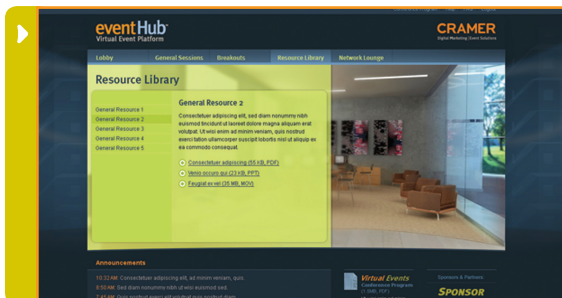 eventHub
Virtual Event Platform
CRAMER
Digital Marketing | Event Solutions
Lobby
General Sessions
Breakouts
Resource Library
Network Lounge
Resource Library
General Resource 1
General Resource 2
General Resource 3
General Resource 4
General Resource 5
General Resource 2
Consectetuer adipiscing elit, sed diam nonummy nibh
euismod tincidunt ut laoreet dolore magna aliquam erat
volutpat. Ut wisi enim ad minim veniam, quis nostrud
exerci tation ullamcorper suscipit lobortis nisl ut aliquip ex
ea commodo consequat.
Consectetuer adipiscing (55 KB, PDF)
Venio occuro qui (23 KB, PPT)
Feugiat ex vel (35 MB, MOV)
Announcements
10:32 AM Consectetuer adipiscing elit, ad minim veniam, quis.
8:50 AM Sed diam nonummy nibh ut wisi euismod sed.
Virtual Events
Conference Program
Sponsors & Partners
SPONSOR